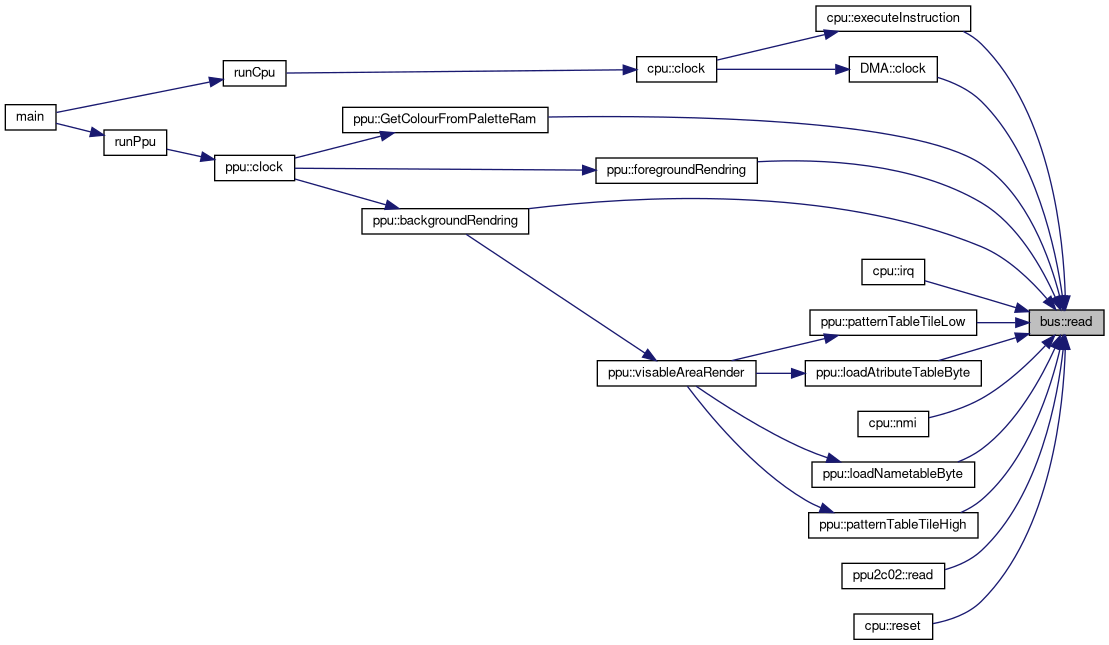 cpu::executeInstruction
runCpu
cpu::clock
DMA::clock
main
ppu::GetColourFromPaletteRam
runPpu
ppu::clock
ppu::foregroundRendring
ppu::backgroundRendring
cpu::irq
ppu::patternTableTileLow
bus::read
ppu::visableAreaRender
ppu::loadAtributeTableByte
cpu::nmi
ppu::loadNametableByte
ppu::patternTableTileHigh
ppu2c02::read
cpu::reset